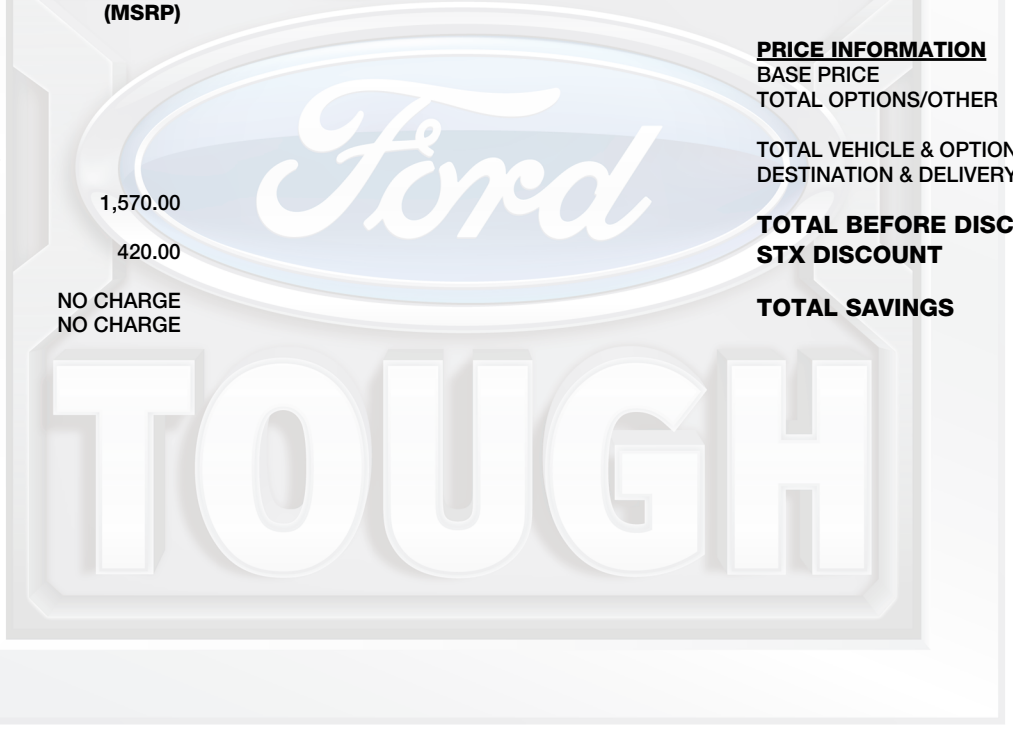 (MSRP)
1,570.00
420.00
NO CHARGE
NO CHARGE
PRICE INFORMATION
BASE PRICE
TOTAL OPTIONS/OTHER
TOTAL VEHICLE & OPTION
DESTINATION & DELIVERY
TOTAL BEFORE DISC
STX DISCOUNT
TOTAL SAVINGS
Ford
TOUGH